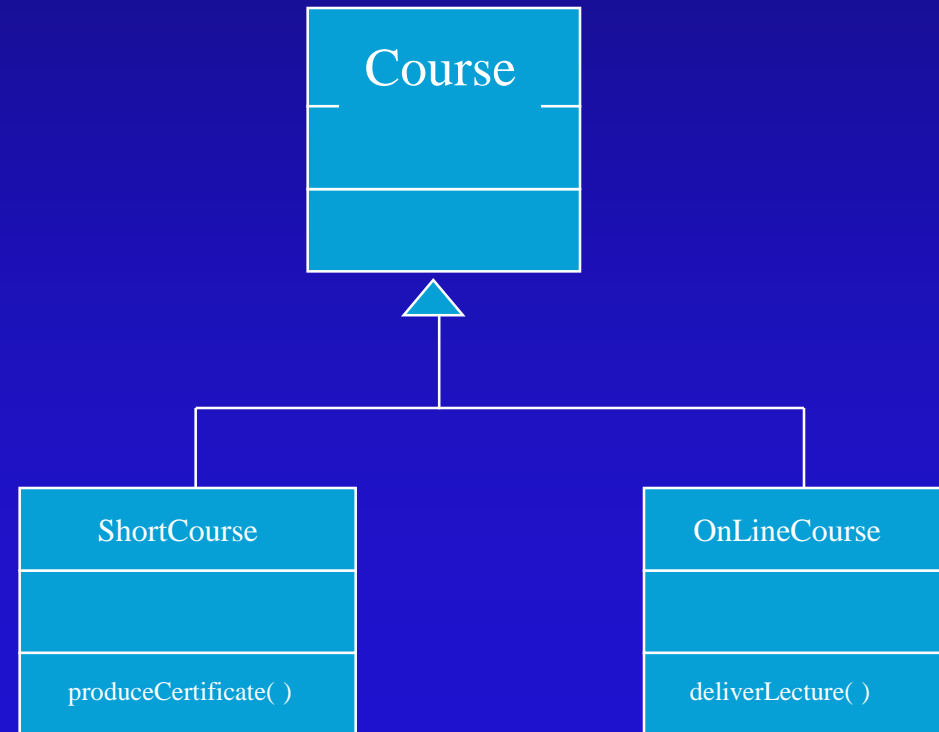 Course
ShortCourse
OnLineCourse
produceCertificate( )
deliverLecture( )